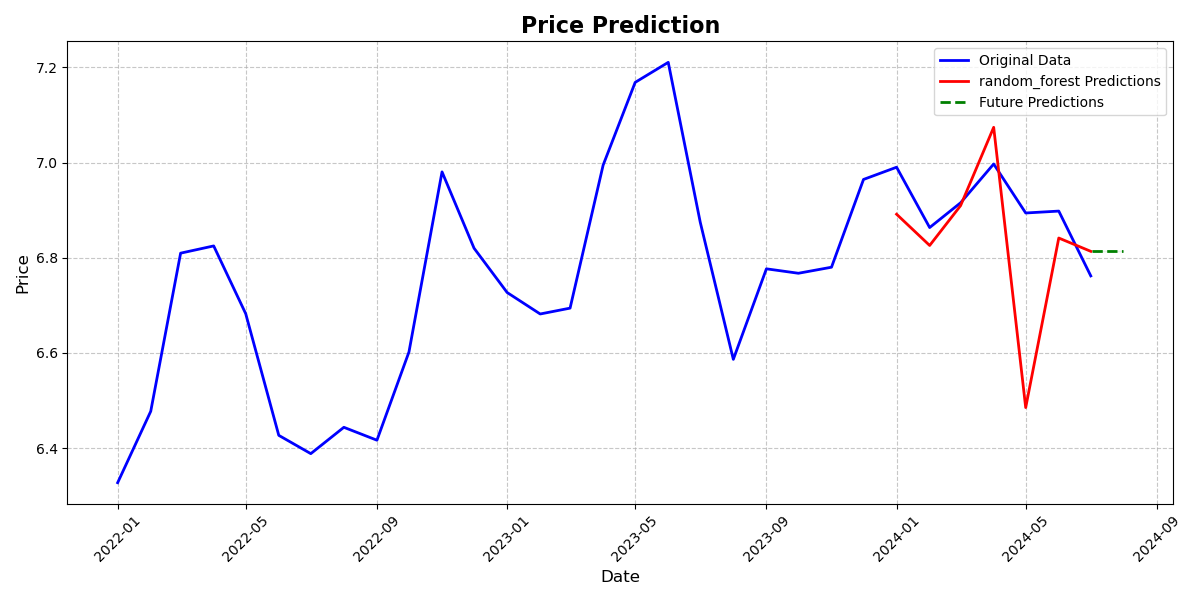 Price Prediction
Original Data
random_forest Predictions
Future Predictions
7.2
7.0
6.8
6.6
6.4
Price
2022-01
2022-05
2022-09
2023-01
2023-05
2023-09
2024-01
2024-05
2024-09
Date